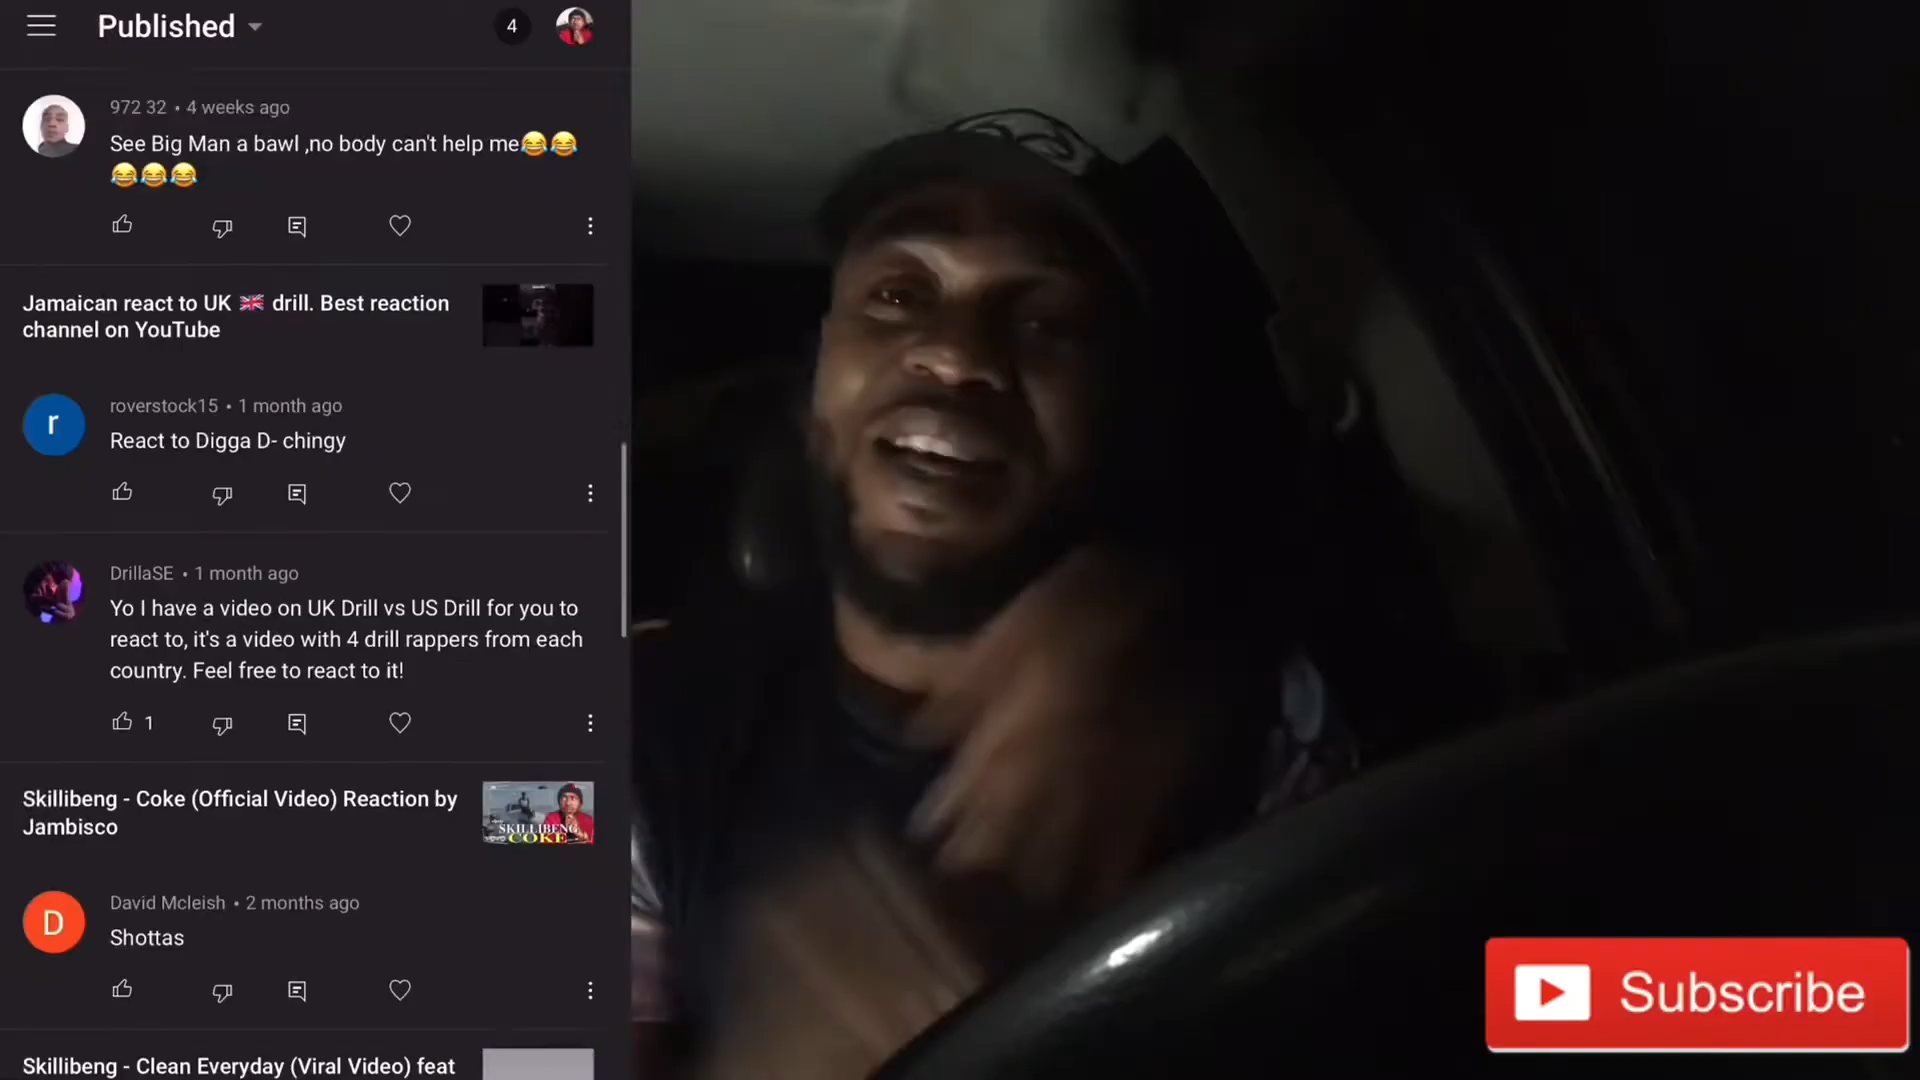 Published
4
972 32 • 4 weeks ago
See Big Man a bawl ,no body can't help me😂😂
😂😂😂
Jamaican react to UK 🇬🇧 drill. Best reaction
channel on YouTube
roverstock15 • 1 month ago
React to Digga D- chingy
DrillaSE • 1 month ago
Yo I have a video on UK Drill vs US Drill for you to
react to, it's a video with 4 drill rappers from each
country. Feel free to react to it!
1
Skillibeng - Coke (Official Video) Reaction by
Jambisco
SKILLIBENG
COKE
D
David Mcleish • 2 months ago
Shottas
Skillibeng - Clean Everyday (Viral Video) feat
r
Subscribe